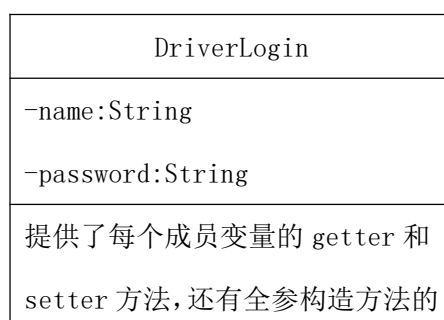 DriverLogin
-name:String
-password:String
提供了每个成员变量的 getter 和
setter 方法,还有全参构造方法的